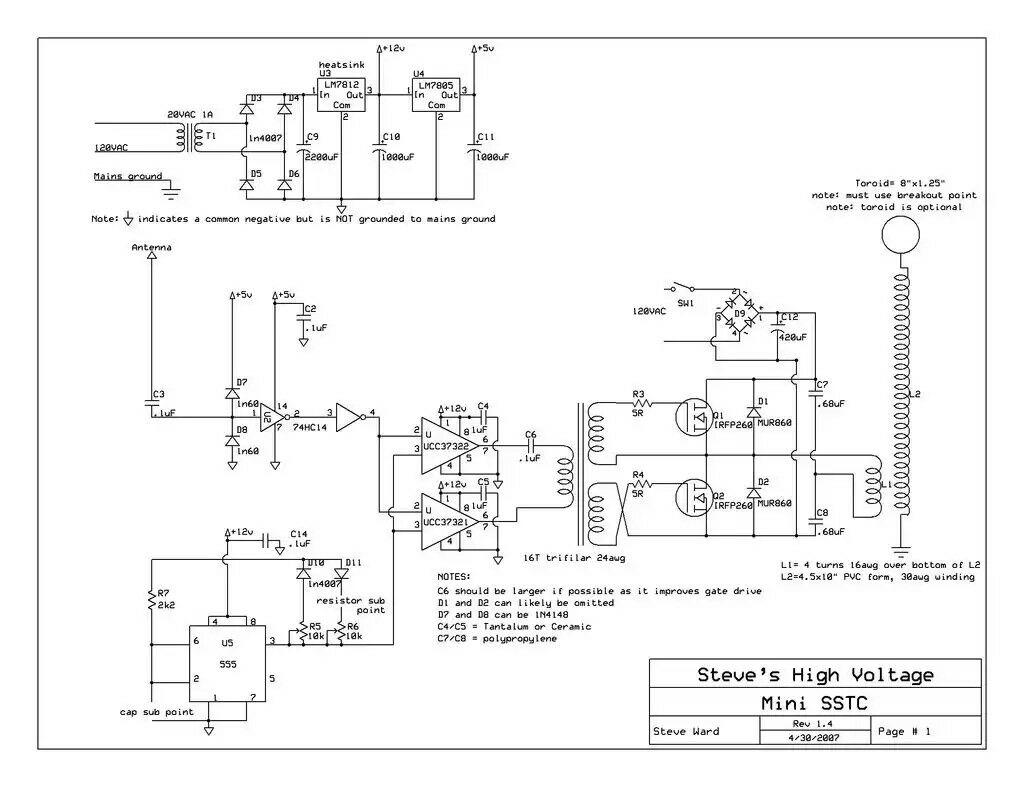 +12v
+5v
heatsink
U3
U4
LM7812
In Out
Com
1
3
2
LM7805
In Out
Com
1
3
2
D3
D4
20VAC 1A
T1
1n4007
120VAC
C9
2200uF
C10
1000uF
C11
1000uF
Mains ground
D5
D6
Note: indicates a common negative but is NOT grounded to mains ground
Toroid= 8"x1.25"
note: must use breakout point
note: toroid is optional
Antenna
+5v
+5v
C2
.1uF
C3
.1uF
D7
1n60
D8
1n60
1
14
U2
7
2
74HC14
3
4
120VAC
SW1
2
D9
3
1
4
-
+
C12
420uF
L2
C7
.68uF
R3
5R
Q1
IRFP260
D1
MUR860
R4
5R
Q2
IRFP260
D2
MUR860
C8
.68uF
L1
+12v
C4
1uF
2
3
U
UCC37322
1
8
6
7
4
5
C6
.1uF
+12v
C5
1uF
2
3
U
UCC37321
1
8
6
7
4
5
16T trifilar 24awg
L1= 4 turns 16awg over bottom of L2
L2=4.5x10" PVC form, 30awg winding
+12v
C14
.1uF
D10
D11
1n4007
resistor sub
point
R7
2k2
R5
10k
R6
10k
4
8
6
U5
3
555
2
5
1
7
cap sub point
NOTES:
C6 should be larger if possible as it improves gate drive
D1 and D2 can likely be omitted
D7 and D8 can be 1N4148
C4/C5 = Tantalum or Ceramic
C7/C8 = polypropylene
Steve's High Voltage
Mini SSTC
Steve Ward
Rev 1.4
4/30/2007
Page # 1